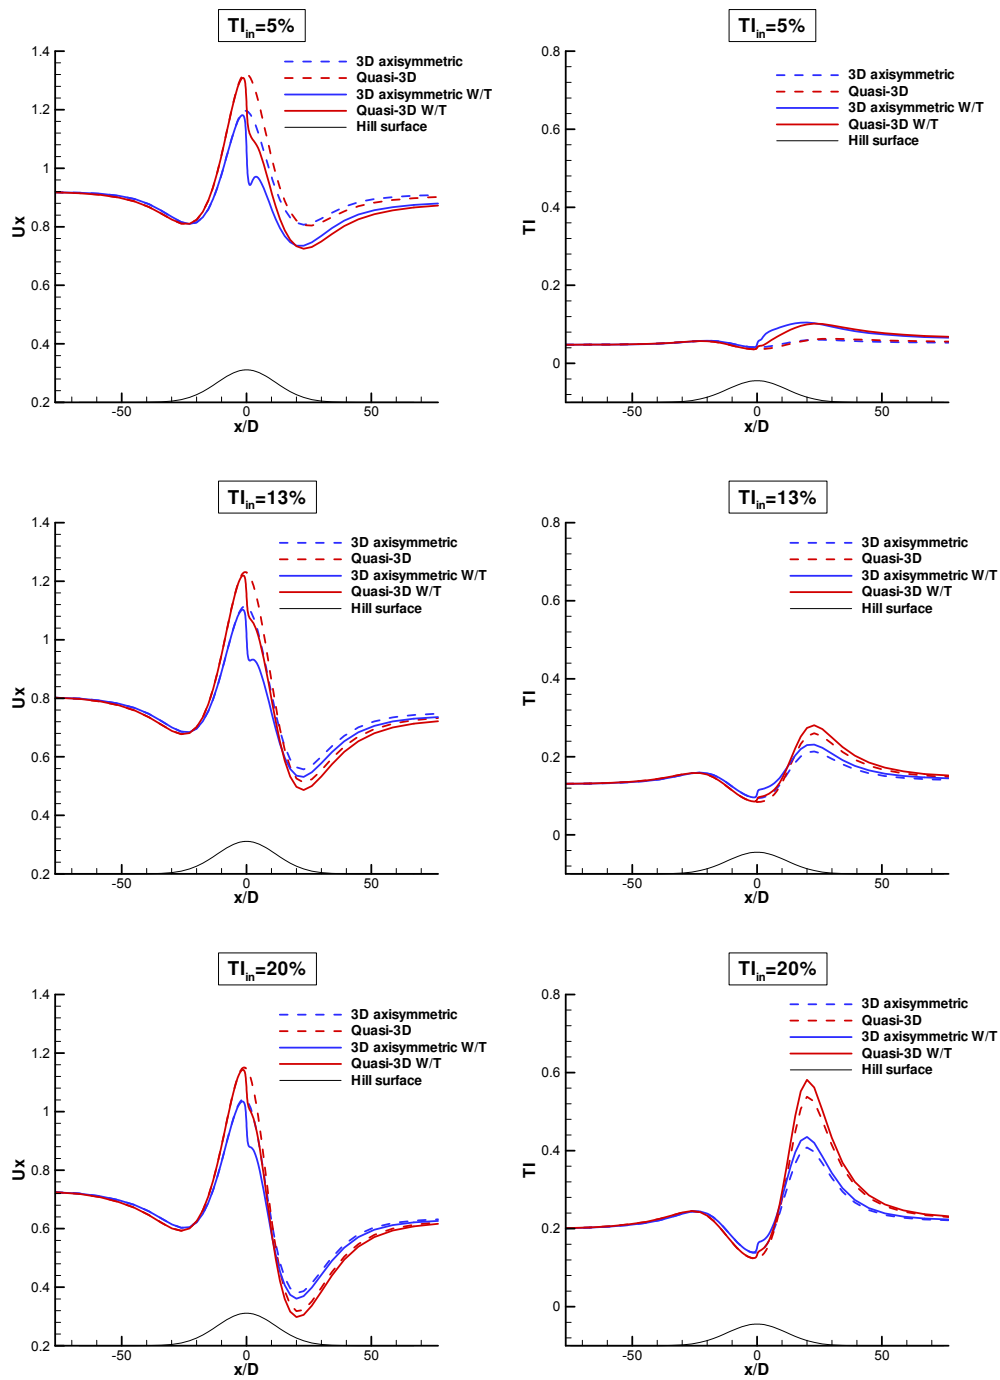 TIin=5%
1.4
1.2
1
0.8
0.6
0.4
0.2
Ux
3D axisymmetric
Quasi-3D
3D axisymmetric W/T
Quasi-3D W/T
Hill surface
-50
0
50
x/D
TIin=5%
0.8
0.6
0.4
0.2
0
TI
3D axisymmetric
Quasi-3D
3D axisymmetric W/T
Quasi-3D W/T
Hill surface
-50
0
50
x/D
TIin=13%
1.4
1.2
1
0.8
0.6
0.4
0.2
Ux
3D axisymmetric
Quasi-3D
3D axisymmetric W/T
Quasi-3D W/T
Hill surface
-50
0
50
x/D
TIin=13%
0.8
0.6
0.4
0.2
0
TI
3D axisymmetric
Quasi-3D
3D axisymmetric W/T
Quasi-3D W/T
Hill surface
-50
0
50
x/D
TIin=20%
1.4
1.2
1
0.8
0.6
0.4
0.2
Ux
3D axisymmetric
Quasi-3D
3D axisymmetric W/T
Quasi-3D W/T
Hill surface
-50
0
50
x/D
TIin=20%
0.8
0.6
0.4
0.2
0
TI
3D axisymmetric
Quasi-3D
3D axisymmetric W/T
Quasi-3D W/T
Hill surface
-50
0
50
x/D